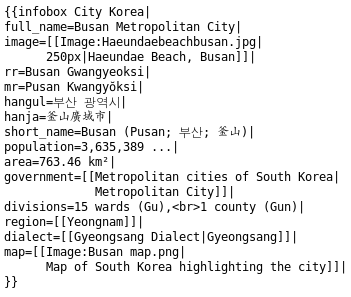 {{infobox City Korea|
full_name=Busan Metropolitan City|
image=[[Image:Haeundaebeachbusan.jpg|
250px|Haeundae Beach, Busan]]|
rr=Busan Gwangyeoksi|
mr=Pusan Kwangyŏksi|
hangul=부산 광역시|
hanja=釜山廣域市|
short_name=Busan (Pusan; 부산; 釜山)|
population=3,635,389 ...|
area=763.46 km²|
government=[[Metropolitan cities of South Korea|
Metropolitan City]]|
divisions=15 wards (Gu),<br>1 county (Gun)|
region=[[Yeongnam]]|
dialect=[[Gyeongsang Dialect|Gyeongsang]]|
map=[[Image:Busan map.png|
Map of South Korea highlighting the city]]|
}}